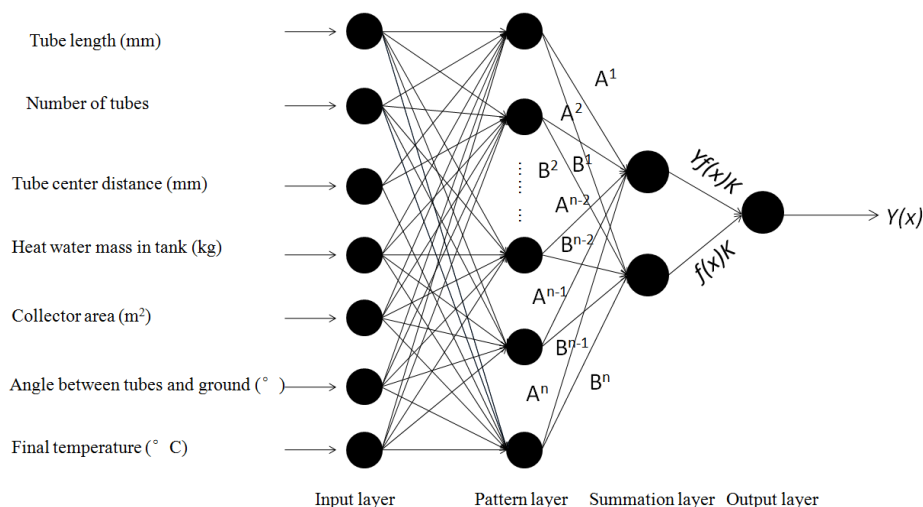 Tube length (mm)
Number of tubes
Tube center distance (mm)
Heat water mass in tank (kg)
Collector area (m²)
Angle between tubes and ground (°)
Final temperature (°C)
A¹
A²
B¹
B²
Aⁿ⁻²
Bⁿ⁻²
Aⁿ⁻¹
Bⁿ⁻¹
Aⁿ
Bⁿ
Yf(x)K
f(x)K
Y(x)
Input layer
Pattern layer
Summation layer
Output layer